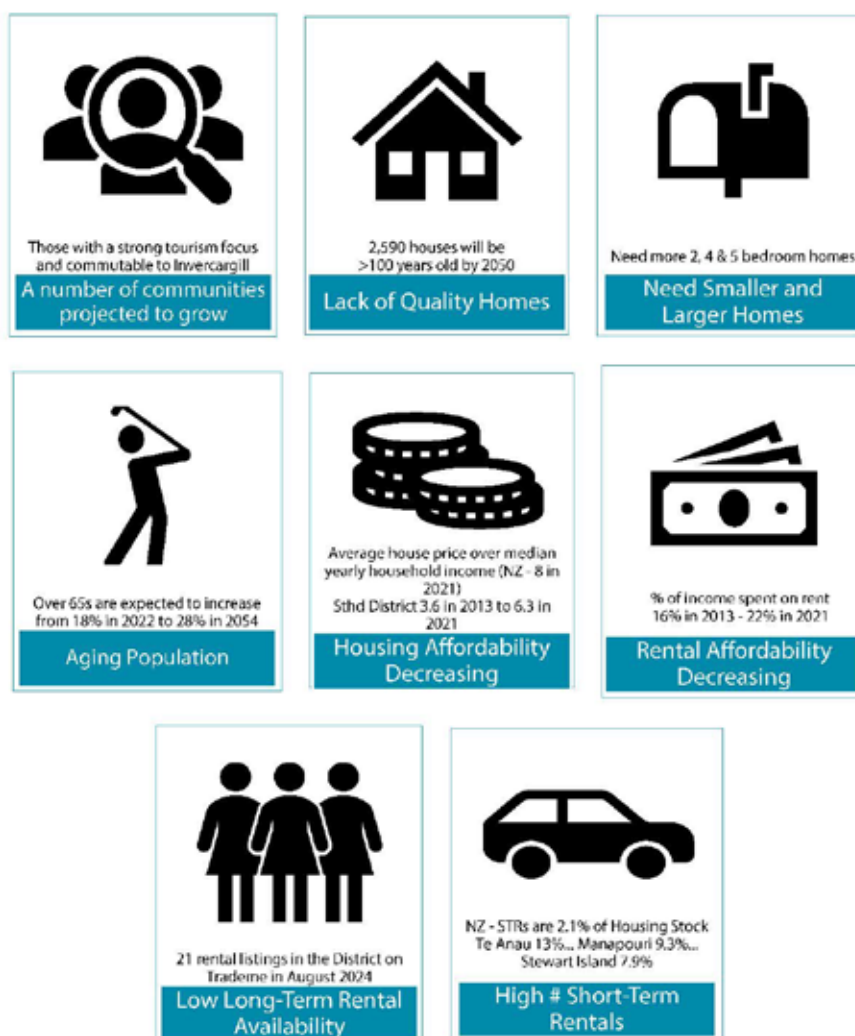 Those with a strong tourism focus
and commutable to Invercargill
A number of communities
projected to grow
2,590 houses will be
>100 years old by 2050
Lack of Quality Homes
Need more 2, 4 & 5 bedroom homes
Need Smaller and
Larger Homes
Over 65s are expected to increase
from 18% in 2022 to 28% in 2054
Aging Population
Average house price over median
yearly household income (NZ - 8 in
2021)
Sthd District 3.6 in 2013 to 6.3 in
2021
Housing Affordability
Decreasing
% of income spent on rent
16% in 2013 - 22% in 2021
Rental Affordability
Decreasing
21 rental listings in the District on
Trademe in August 2024
Low Long-Term Rental
Availability
NZ - STRs are 2.1% of Housing Stock
Te Anau 13%... Manapouri 9.3%...
Stewart Island 7.9%
High # Short-Term
Rentals